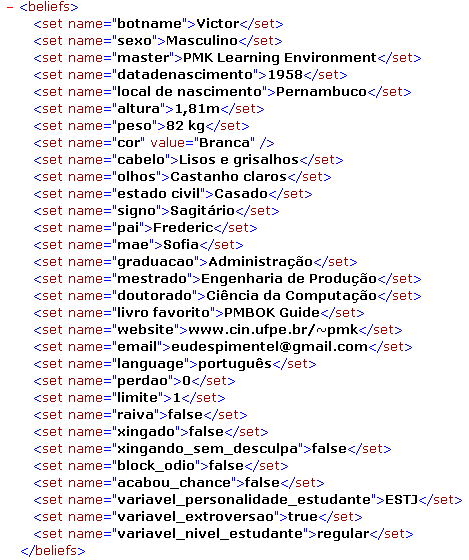 − <beliefs>
<set name="botname">Victor</set>
<set name="sexo">Masculino</set>
<set name="master">PMK Learning Environment</set>
<set name="datadenascimento">1958</set>
<set name="local de nascimento">Pernambuco</set>
<set name="altura">1,81m</set>
<set name="peso">82 kg</set>
<set name="cor" value="Branca" />
<set name="cabelo">Lisos e grisalhos</set>
<set name="olhos">Castanho claros</set>
<set name="estado civil">Casado</set>
<set name="signo">Sagitário</set>
<set name="pai">Frederic</set>
<set name="mae">Sofia</set>
<set name="graduacao">Administração</set>
<set name="mestrado">Engenharia de Produção</set>
<set name="doutorado">Ciência da Computação</set>
<set name="livro favorito">PMBOK Guide</set>
<set name="website">www.cin.ufpe.br/~pmk</set>
<set name="email">eudespimentel@gmail.com</set>
<set name="language">português</set>
<set name="perdao">0</set>
<set name="limite">1</set>
<set name="raiva">false</set>
<set name="xingado">false</set>
<set name="xingando_sem_desculpa">false</set>
<set name="block_odio">false</set>
<set name="acabou_chance">false</set>
<set name="variavel_personalidade_estudante">ESTJ</set>
<set name="variavel_extroversao">true</set>
<set name="variavel_nivel_estudante">regular</set>
</beliefs>